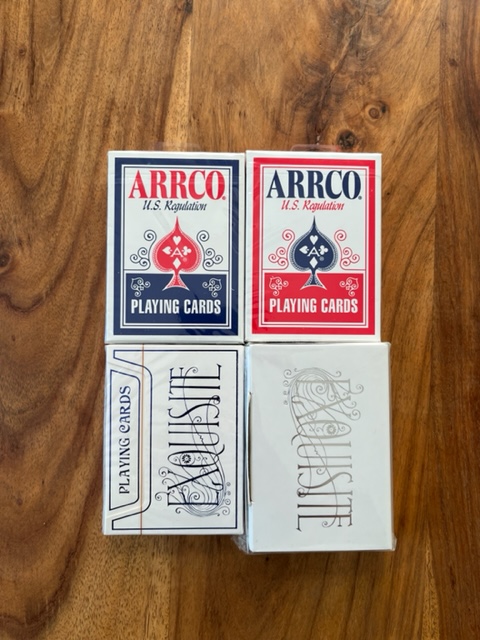 ARRCO®
U.S. Regulation
A
PLAYING CARDS
ARRCO®
U.S. Regulation
A
PLAYING CARDS
PLAYING CARDS
EXQUISITE
EXQUISITE